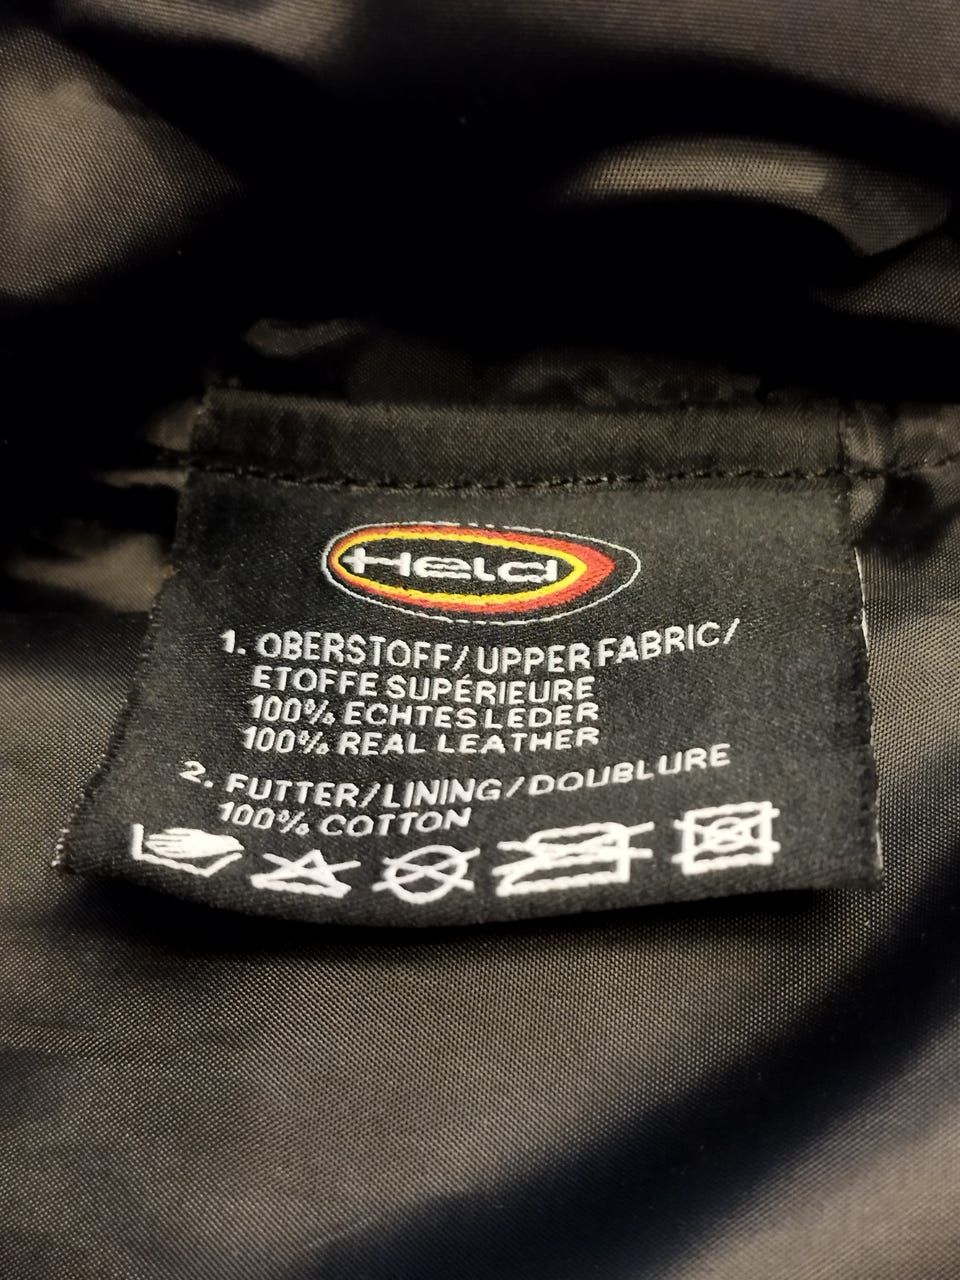 Held
1. OBERSTOFF/UPPER FABRIC/
ETOFFE SUPÉRIEURE
100% ECHTES LEDER
100% REAL LEATHER
2. FUTTER/LINING/DOUBLURE
100% COTTON